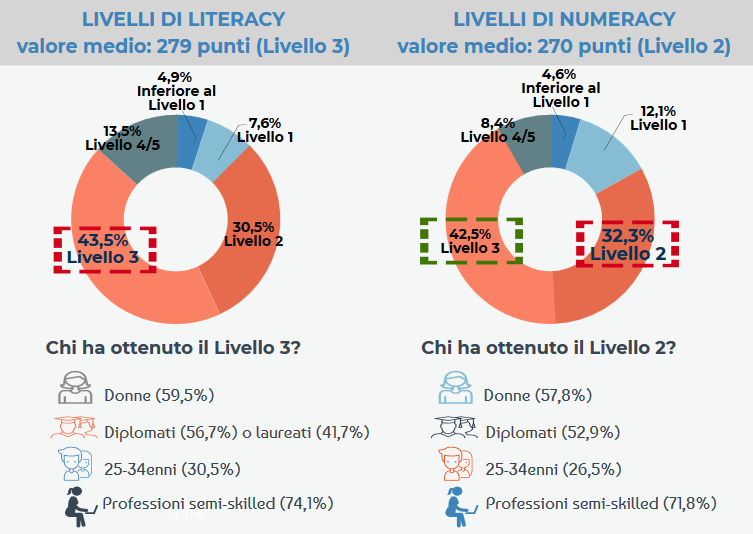 LIVELLI DI LITERACY
valore medio: 279 punti (Livello 3)
4,9%
Inferiore al
Livello 1
7,6%
Livello 1
13,5%
Livello 4/5
30,5%
Livello 2
43,5%
Livello 3
Chi ha ottenuto il Livello 3?
Donne (59,5%)
Diplomati (56,7%) o laureati (41,7%)
25-34enni (30,5%)
Professioni semi-skilled (74,1%)
LIVELLI DI NUMERACY
valore medio: 270 punti (Livello 2)
4,6%
Inferiore al
Livello 1
12,1%
Livello 1
8,4%
Livello 4/5
42,5%
Livello 3
32,3%
Livello 2
Chi ha ottenuto il Livello 2?
Donne (57,8%)
Diplomati (52,9%)
25-34enni (26,5%)
Professioni semi-skilled (71,8%)